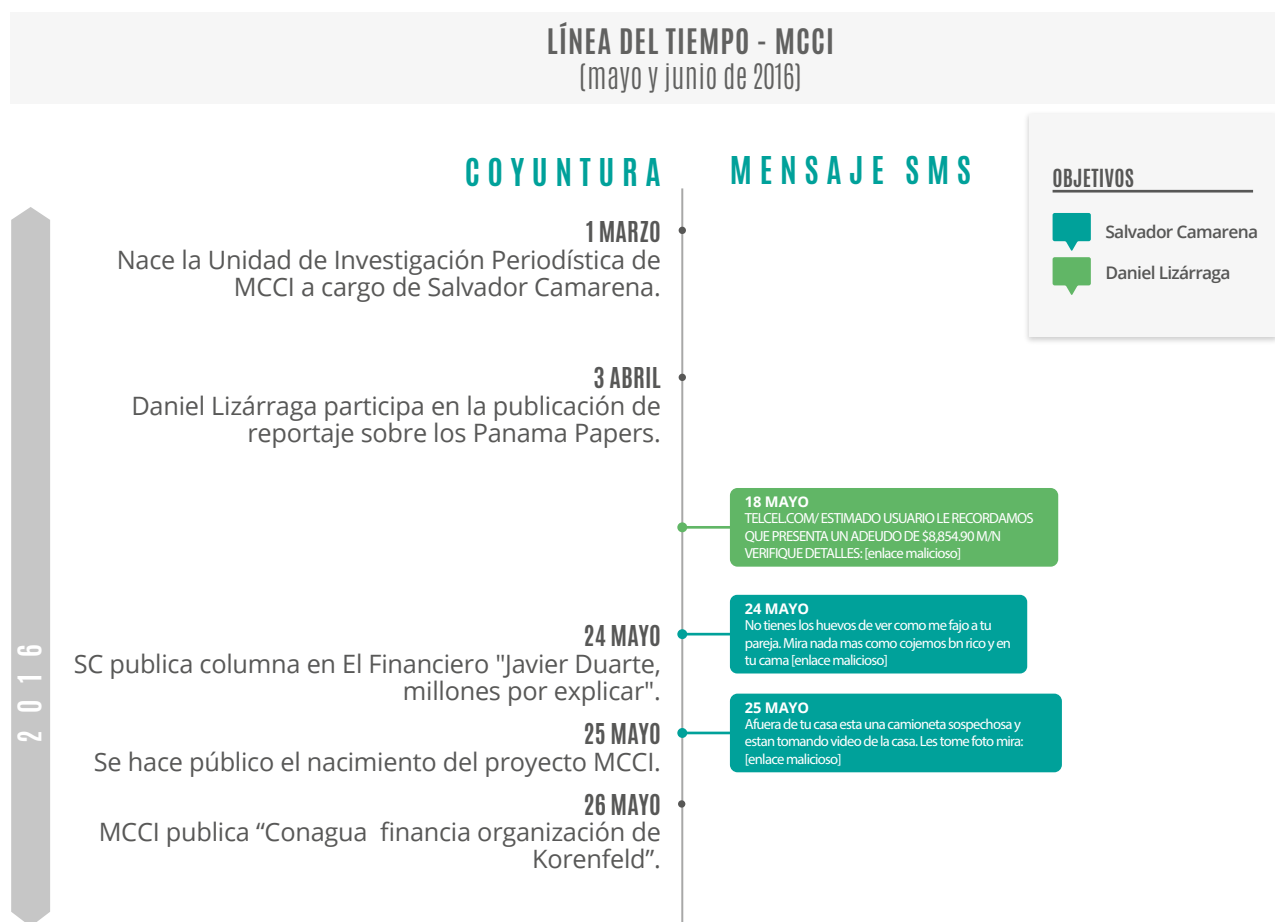 LÍNEA DEL TIEMPO - MCCI
(mayo y junio de 2016)
COYUNTURA
MENSAJE SMS
OBJETIVOS
Salvador Camarena
Daniel Lizárraga
2016
1 MARZO
Nace la Unidad de Investigación Periodística de
MCCI a cargo de Salvador Camarena.
3 ABRIL
Daniel Lizárraga participa en la publicación de
reportaje sobre los Panama Papers.
18 MAYO
TELCEL.COM/ ESTIMADO USUARIO LE RECORDAMOS
QUE PRESENTA UN ADEUDO DE $8,854.90 M/N
VERIFIQUE DETALLES: [enlace malicioso]
24 MAYO
SC publica columna en El Financiero "Javier Duarte,
millones por explicar".
24 MAYO
No tienes los huevos de ver como me fajo a tu
pareja. Mira nada mas como cojemos bn rico y en
tu cama [enlace malicioso]
25 MAYO
Se hace público el nacimiento del proyecto MCCI.
25 MAYO
Afuera de tu casa esta una camioneta sospechosa y
estan tomando video de la casa. Les tome foto mira:
[enlace malicioso]
26 MAYO
MCCI publica “Conagua financia organización de
Korenfeld”.